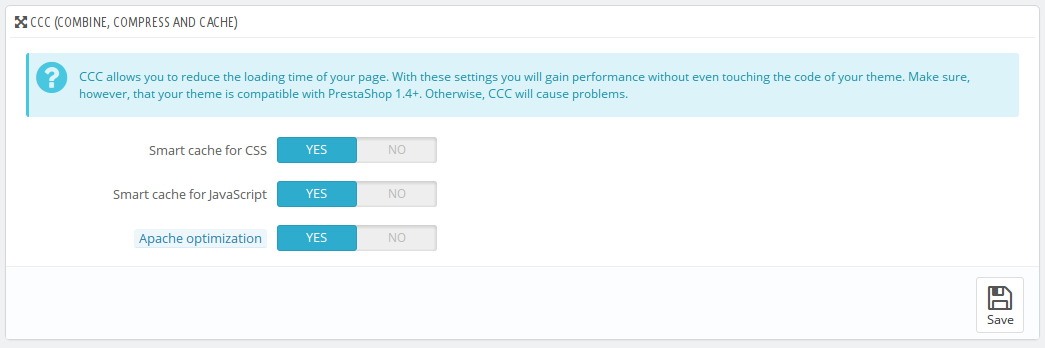 CCC (COMBINE, COMPRESS AND CACHE)
CCC allows you to reduce the loading time of your page. With these settings you will gain performance without even touching the code of your theme. Make sure,
however, that your theme is compatible with PrestaShop 1.4+. Otherwise, CCC will cause problems.
Smart cache for CSS YES NO
Smart cache for JavaScript YES NO
Apache optimization YES NO
Save